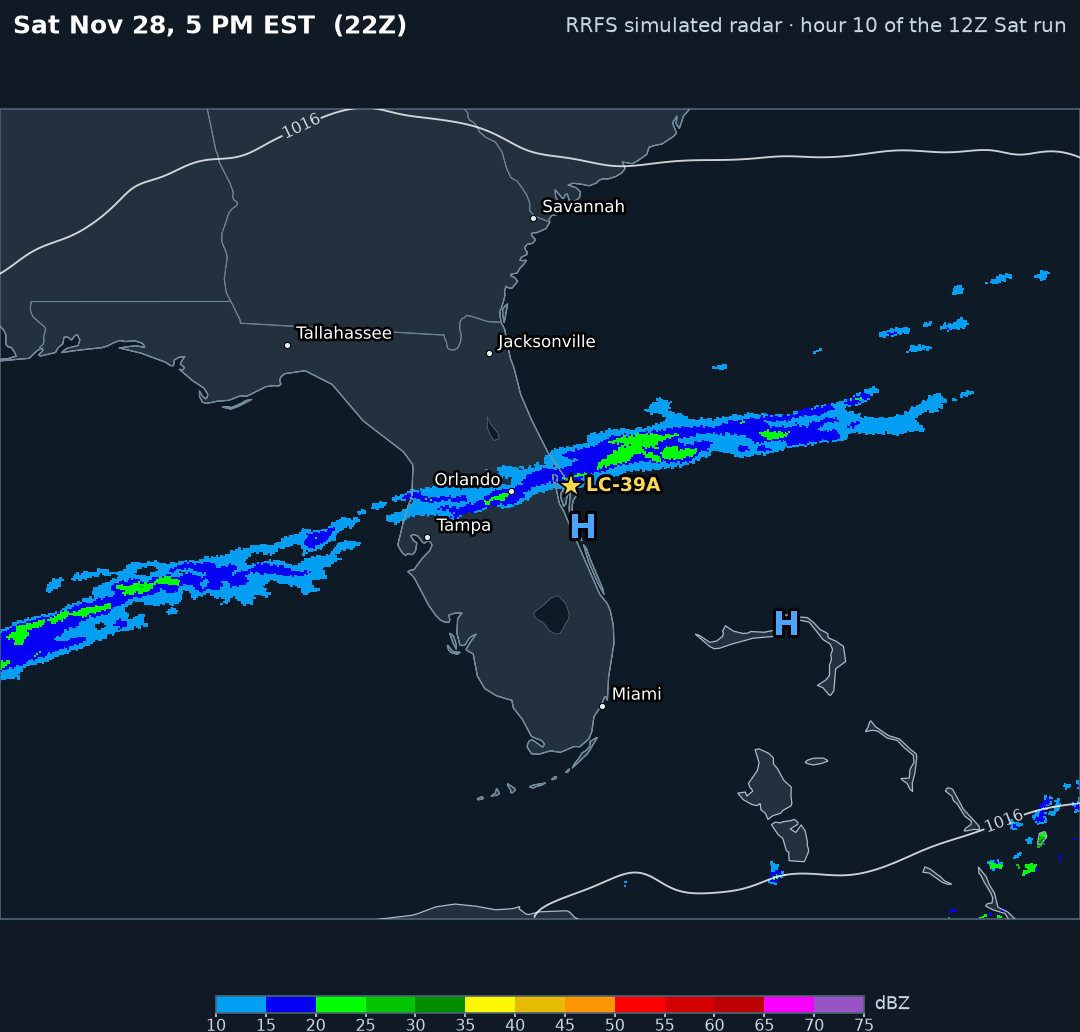 Sat Nov 28, 5 PM EST (22Z)
RRFS simulated radar · hour 10 of the 12Z Sat run
1016
Savannah
Tallahassee
Jacksonville
Orlando
LC-39A
Tampa
H
H
Miami
1016
dBZ
10 15 20 25 30 35 40 45 50 55 60 65 70 75